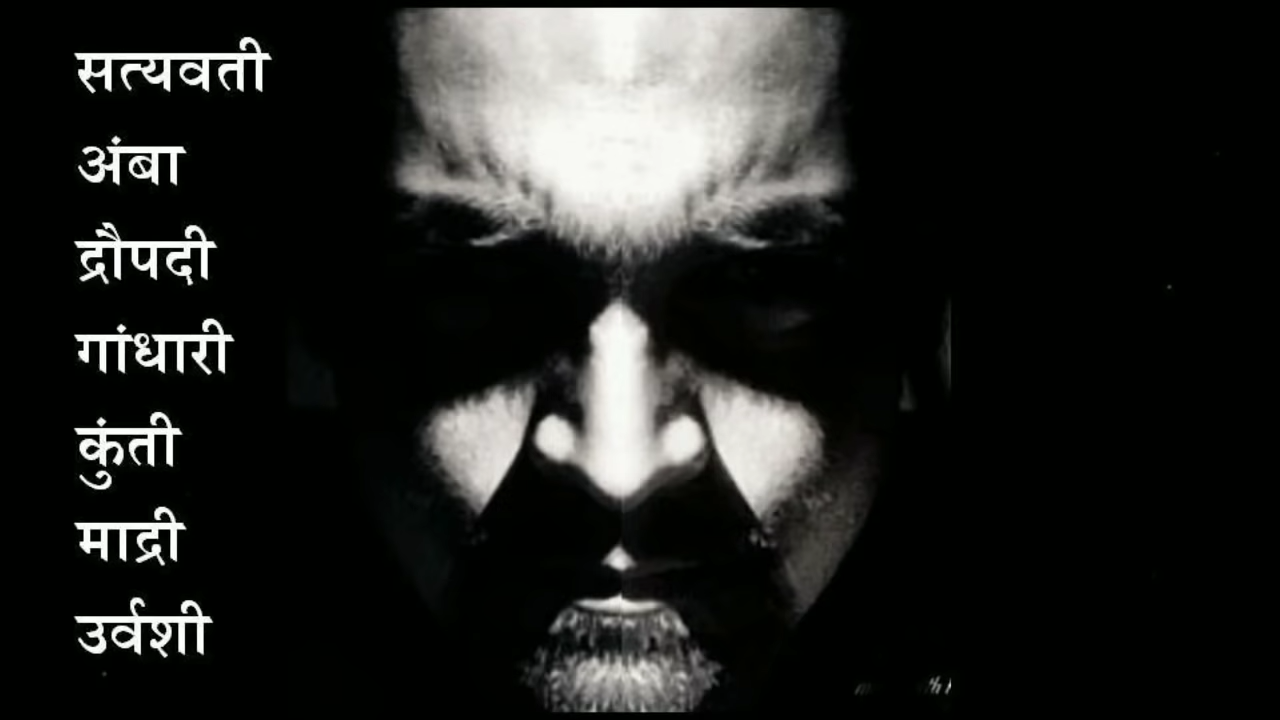 सत्यवती
अंबा
द्रौपदी
गांधारी
कुंती
माद्री
उर्वशी